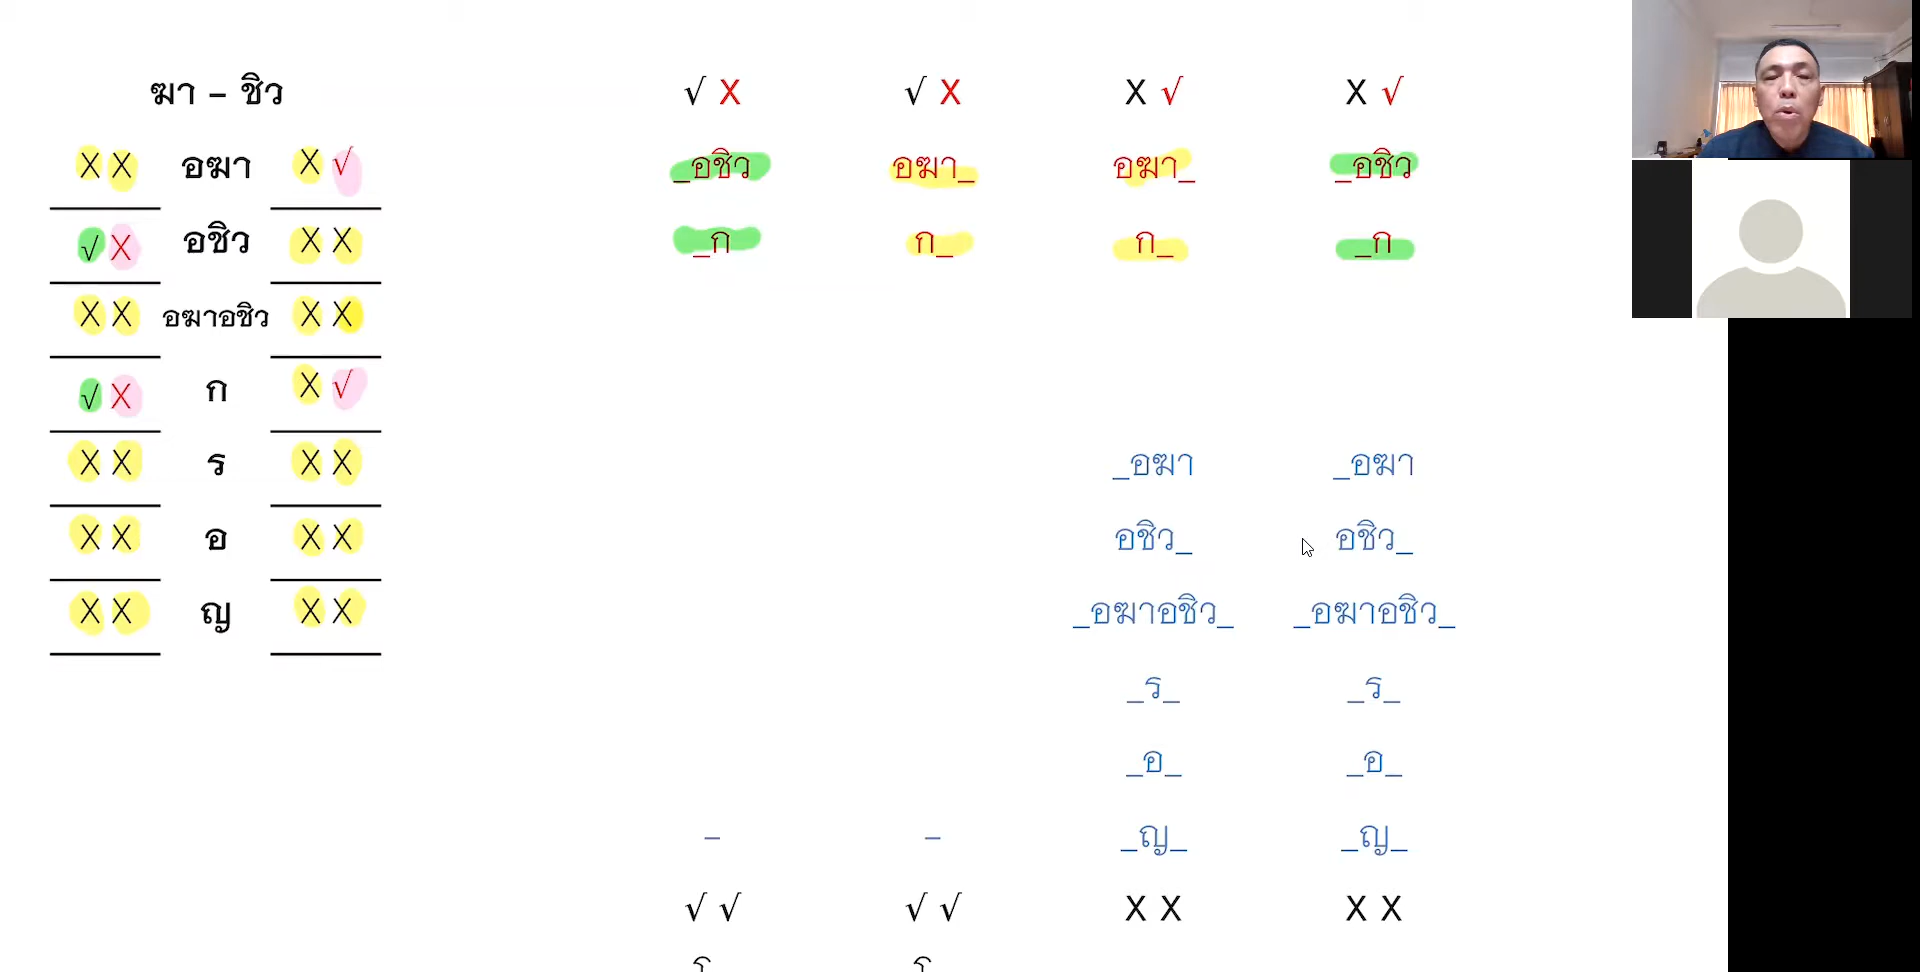 ฆา – ชิว √ X √ X X √ X √
X X อฆา X √ _อชิว อฆา_ อฆา_ _อชิว
√ X อชิว X X _ก ก_ ก_ _ก
X X อฆาอชิว X X
√ X ก X √
X X ร X X _อฆา _อฆา
X X อ X X อชิว_ อชิว_
X X ญ X X _อฆาอชิว_ _อฆาอชิว_
_ร_ _ร_
_อ_ _อ_
– – _ญ_ _ญ_
√ √ √ √ X X X X